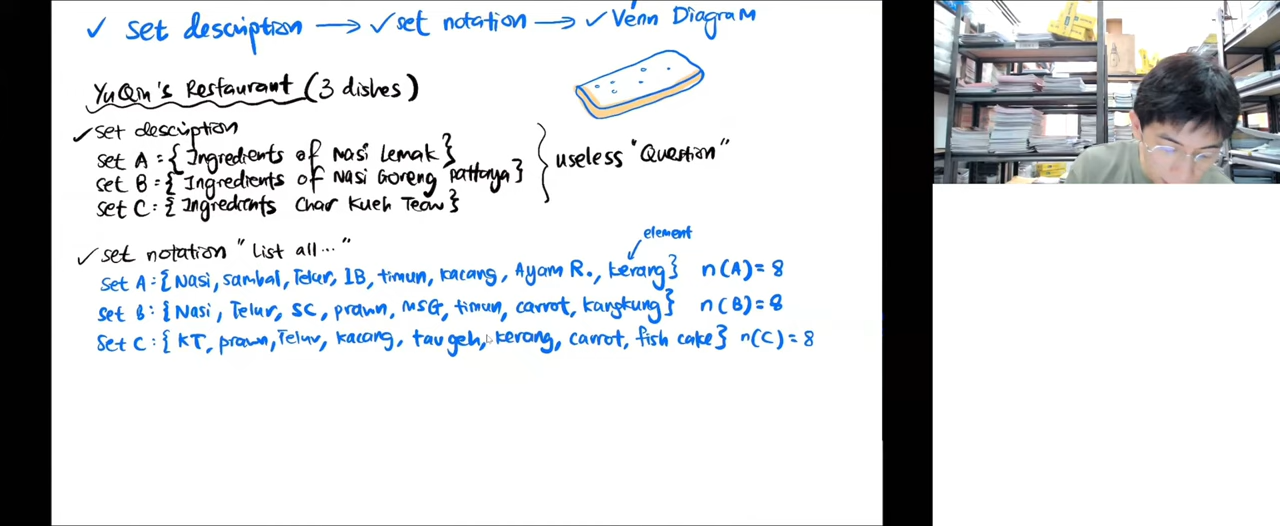 ✓ set description → ✓ set notation → ✓ Venn Diagram
YuQin's Restaurant (3 dishes)
✓ set description
set A = { Ingredients of Nasi Lemak }
set B = { Ingredients of Nasi Goreng Pattaya }
set C : { Ingredients Char Kueh Teow }
useless "Question"
✓ set notation "List all..."
element
set A : { Nasi, sambal, Telur, IB, timun, kacang, Ayam R., kerang } n(A) = 8
set B : { Nasi, Telur, SC, prawn, MSG, timun, carrot, kangkung } n(B) = 8
set C : { KT, prawn, Telur, kacang, taugeh, kerang, carrot, fish cake } n(C) = 8